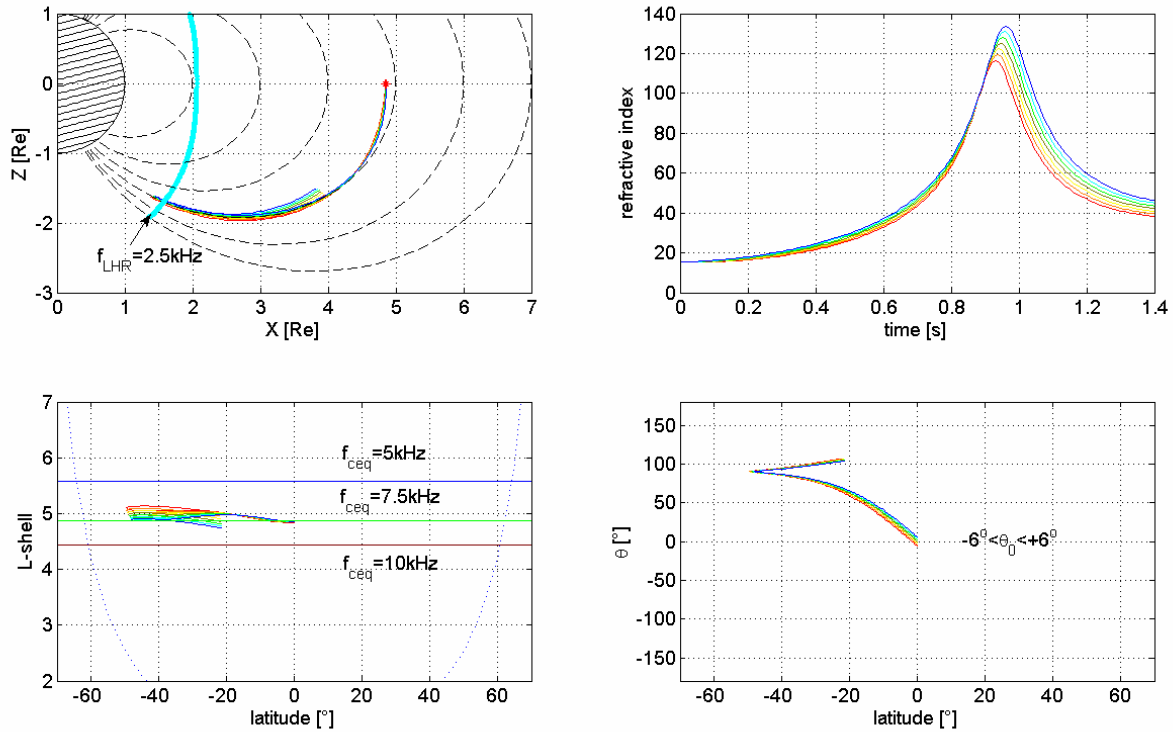 1
0
-1
-2
-3
Z [Re]
f_LHR=2.5kHz
0 1 2 3 4 5 6 7
X [Re]
140
120
100
80
60
40
20
0
refractive index
0 0.2 0.4 0.6 0.8 1 1.2 1.4
time [s]
7
6
5
4
3
2
L-shell
f_ceq=5kHz
f_ceq=7.5kHz
f_ceq=10kHz
-60 -40 -20 0 20 40 60
latitude [°]
150
100
50
0
-50
-100
-150
θ [°]
-6° <θ_0 <+6°
-60 -40 -20 0 20 40 60
latitude [°]